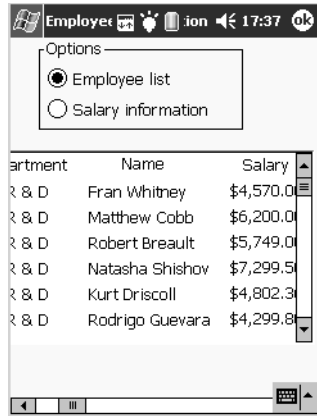 Employee :ion 17:37 ok
Options
Employee list
Salary information
artment Name Salary
R & D Fran Whitney $4,570.0
R & D Matthew Cobb $6,200.0
R & D Robert Breault $5,749.0
R & D Natasha Shishov $7,299.5
R & D Kurt Driscoll $4,802.3
R & D Rodrigo Guevara $4,299.8